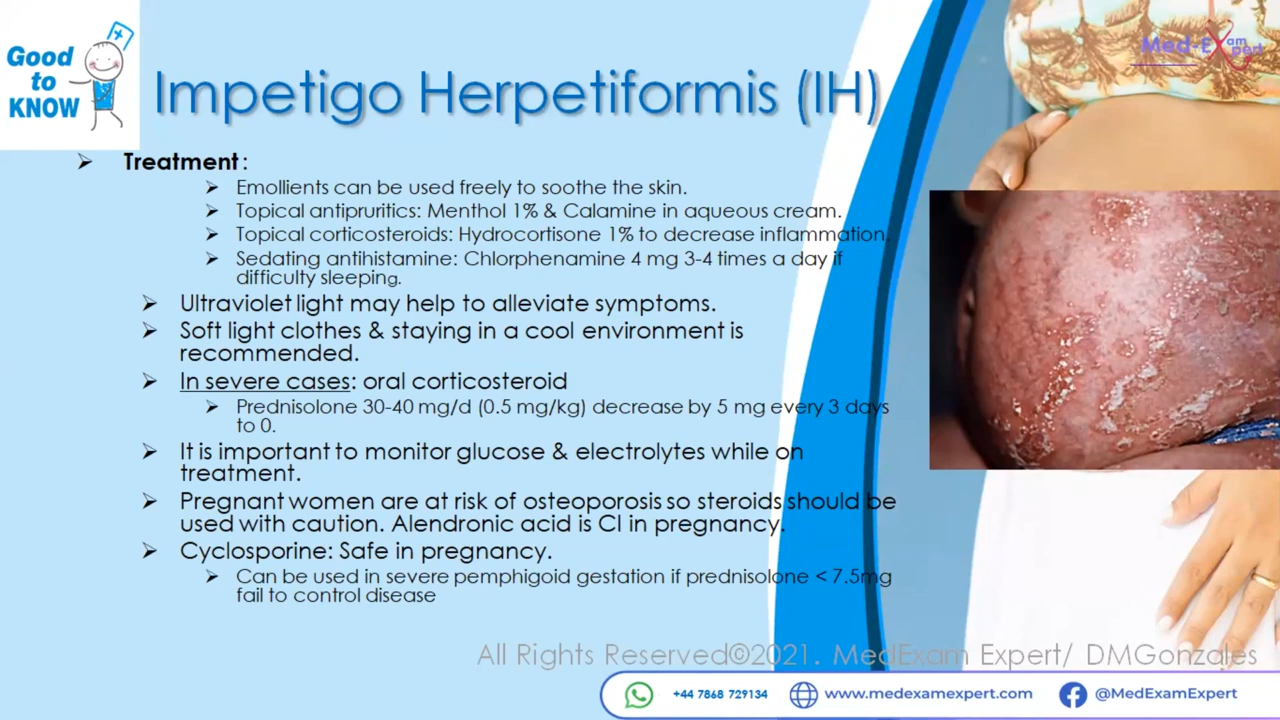 Good
to
KNOW
Med-Exam
pert
Impetigo Herpetiformis (IH)
➢ Treatment:
➢ Emollients can be used freely to soothe the skin.
➢ Topical antipruritics: Menthol 1% & Calamine in aqueous cream.
➢ Topical corticosteroids: Hydrocortisone 1% to decrease inflammation.
➢ Sedating antihistamine: Chlorphenamine 4 mg 3-4 times a day if
difficulty sleeping.
➢ Ultraviolet light may help to alleviate symptoms.
➢ Soft light clothes & staying in a cool environment is
recommended.
➢ In severe cases: oral corticosteroid
➢ Prednisolone 30-40 mg/d (0.5 mg/kg) decrease by 5 mg every 3 days
to 0.
➢ It is important to monitor glucose & electrolytes while on
treatment.
➢ Pregnant women are at risk of osteoporosis so steroids should be
used with caution. Alendronic acid is CI in pregnancy.
➢ Cyclosporine: Safe in pregnancy.
➢ Can be used in severe pemphigoid gestation if prednisolone < 7.5mg
fail to control disease
All Rights Reserved©2021. MedExam Expert/ DMGonzales
+44 7868 729134 www.medexamexpert.com @MedExamExpert